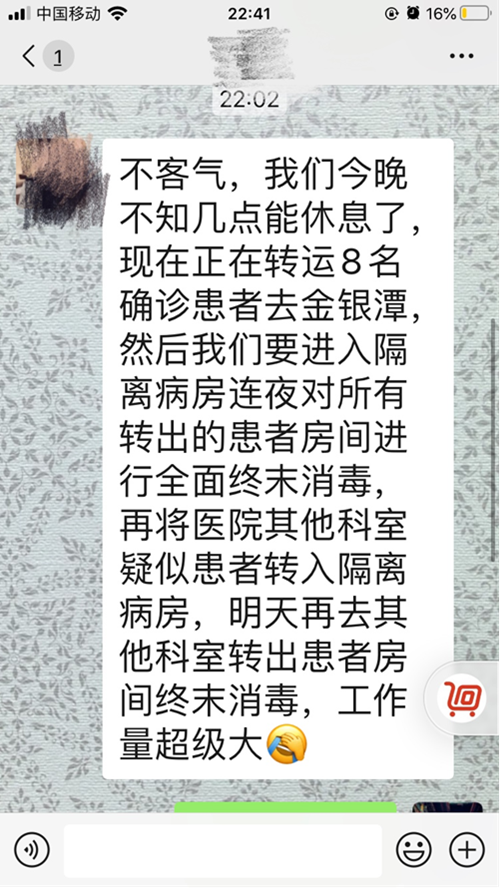 中国移动
22:41
16%
1
22:02
不客气，我们今晚
不知几点能休息了，
现在正在转运8名
确诊患者去金银潭，
然后我们要进入隔
离病房连夜对所有
转出的患者房间进
行全面终末消毒，
再将医院其他科室
疑似患者转入隔离
病房，明天再去其
他科室转出患者房
间终末消毒，工作
量超级大🤦